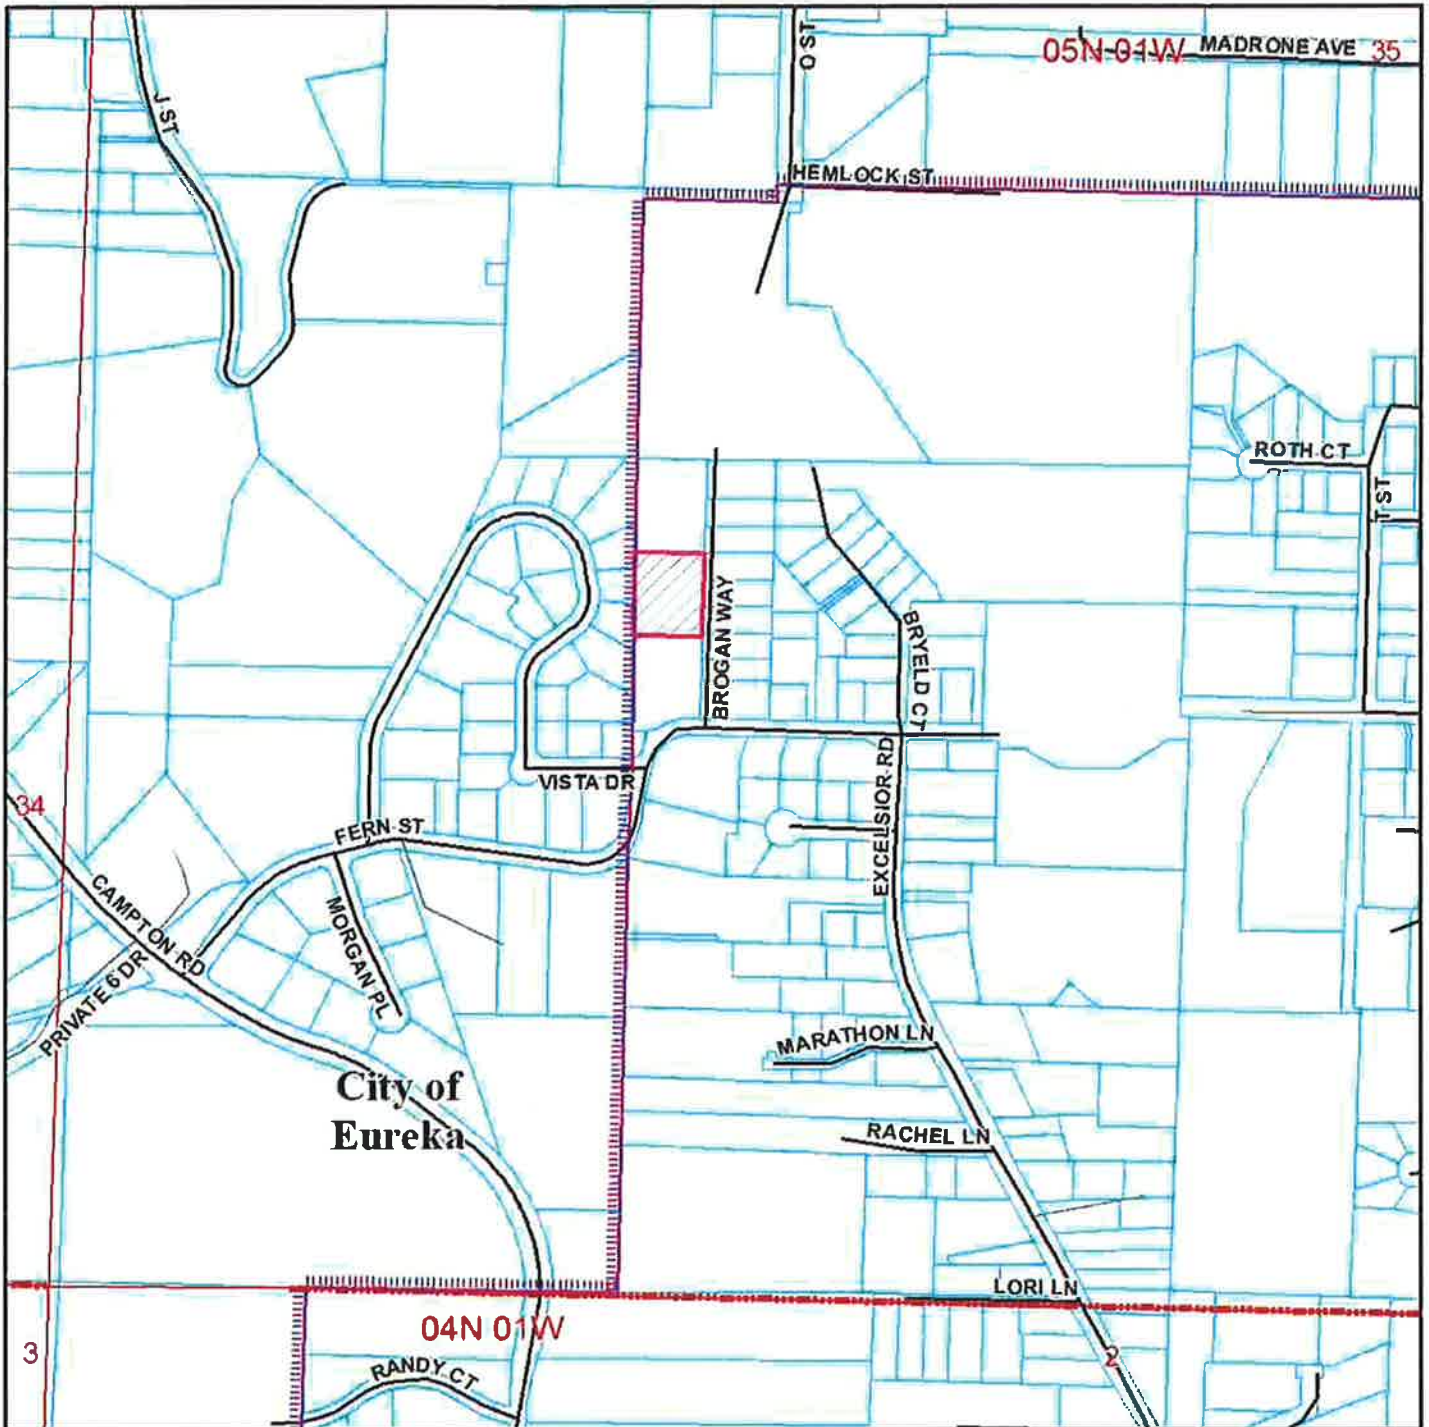 O ST
05N 01W
MADRONE AVE
35
J ST
HEMLOCK ST
ROTH CT
T ST
BROGAN WAY
BRYELD CT
VISTA DR
EXCELSIOR RD
34
FERN ST
CAMPTON RD
MORGAN PL
PRIVATE 6 DR
MARATHON LN
City of
Eureka
RACHEL LN
LORI LN
04N 01W
3
2
RANDY CT